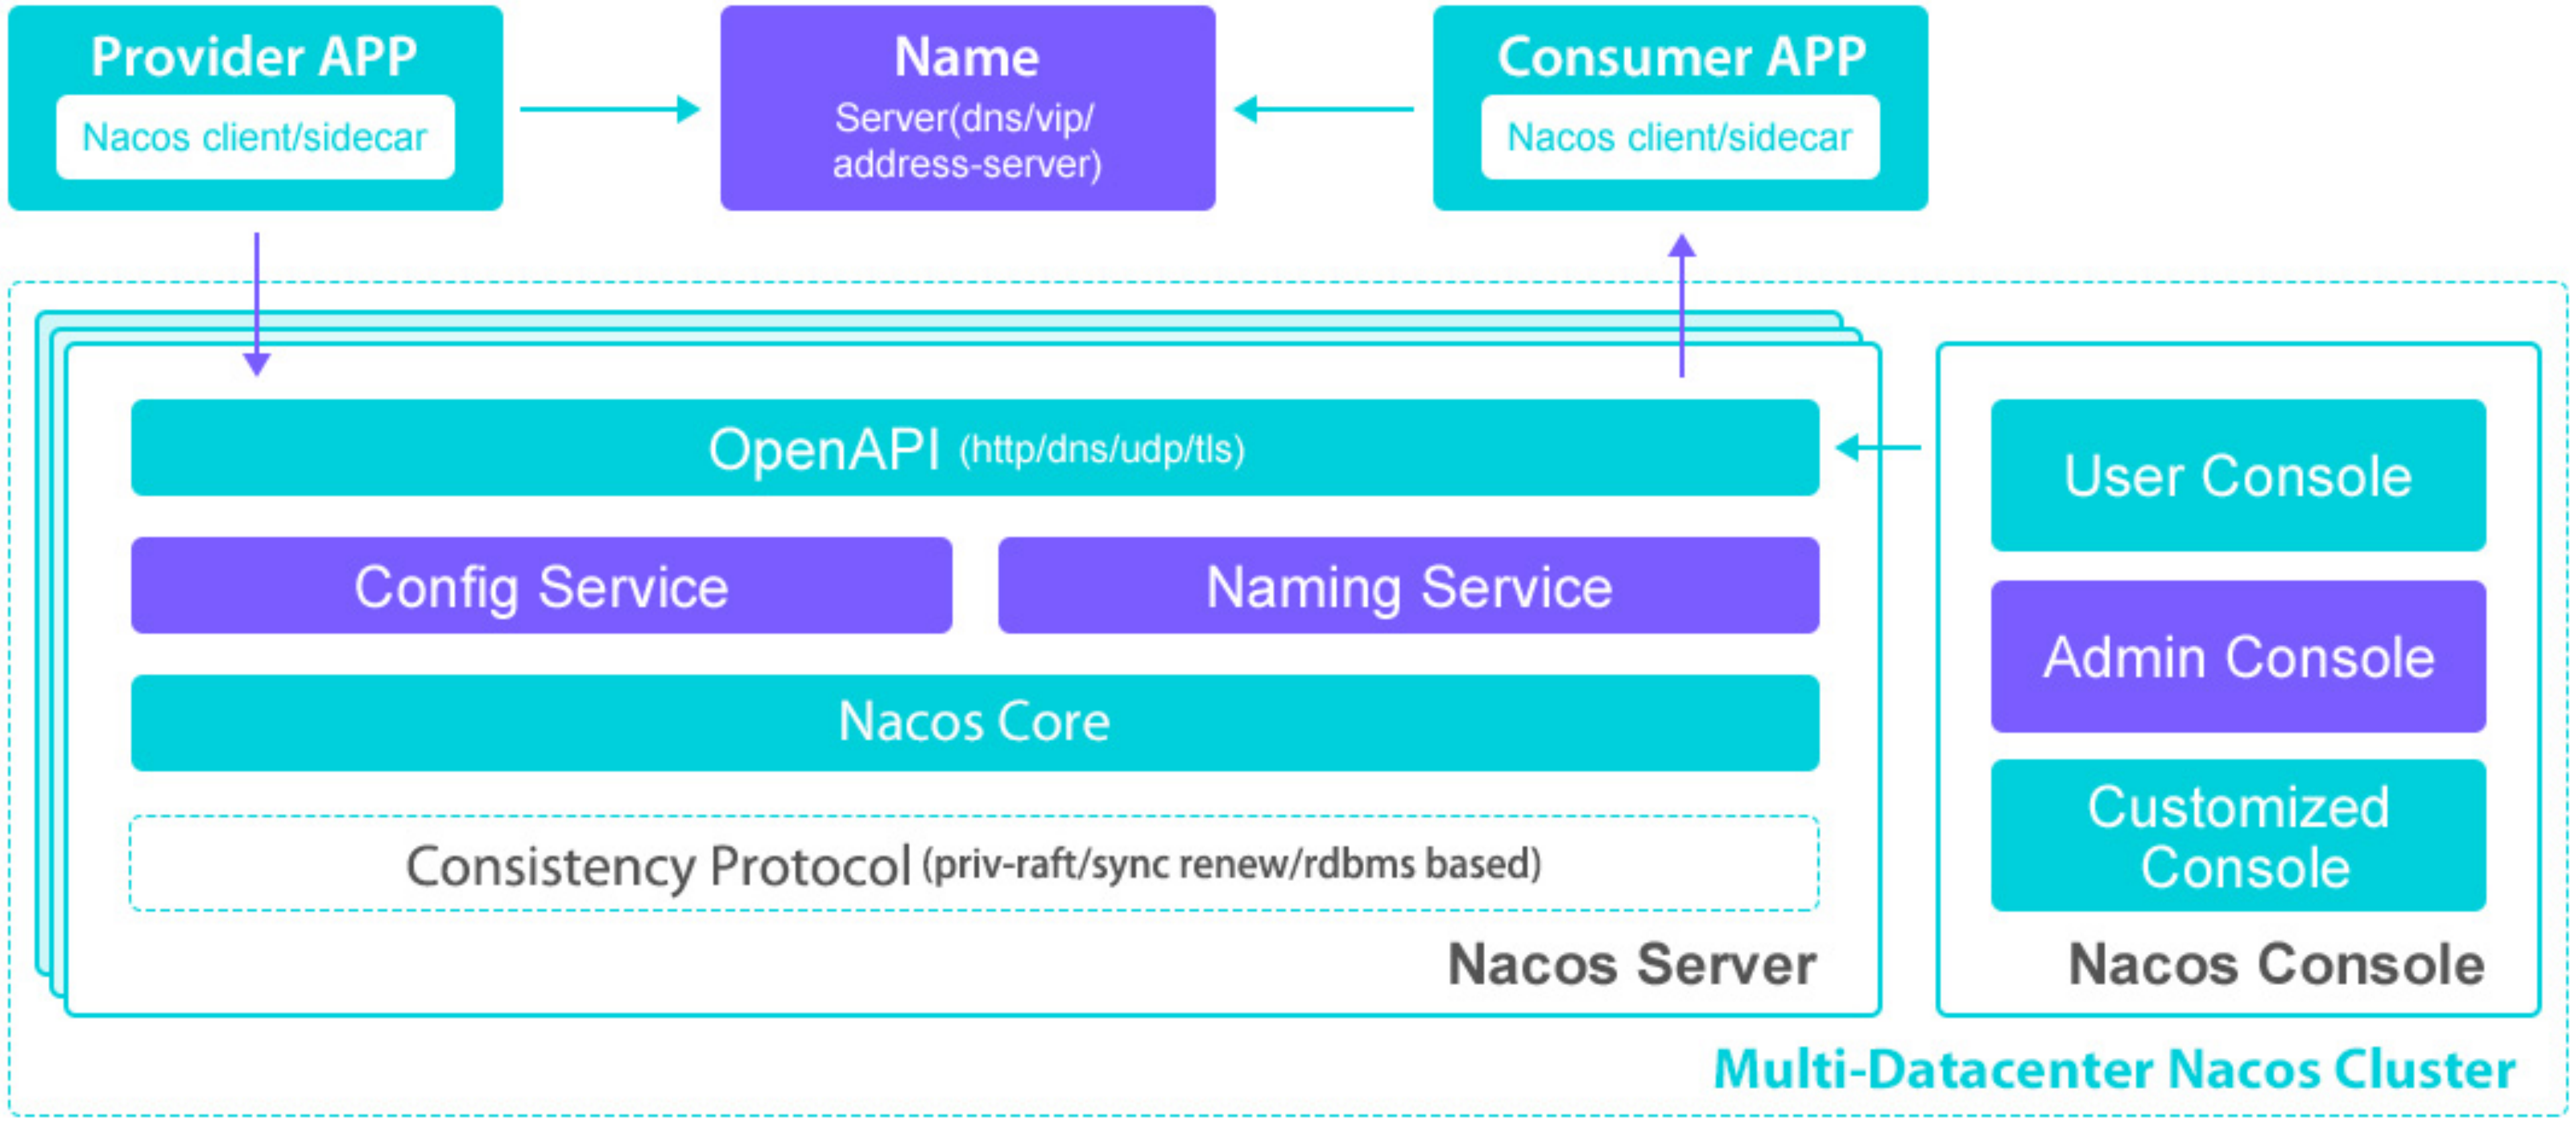 Provider APP
Nacos client/sidecar
Name
Server(dns/vip/
address-server)
Consumer APP
Nacos client/sidecar
OpenAPI (http/dns/udp/tls)
Config Service
Naming Service
Nacos Core
Consistency Protocol (priv-raft/sync renew/rdbms based)
Nacos Server
User Console
Admin Console
Customized
Console
Nacos Console
Multi-Datacenter Nacos Cluster